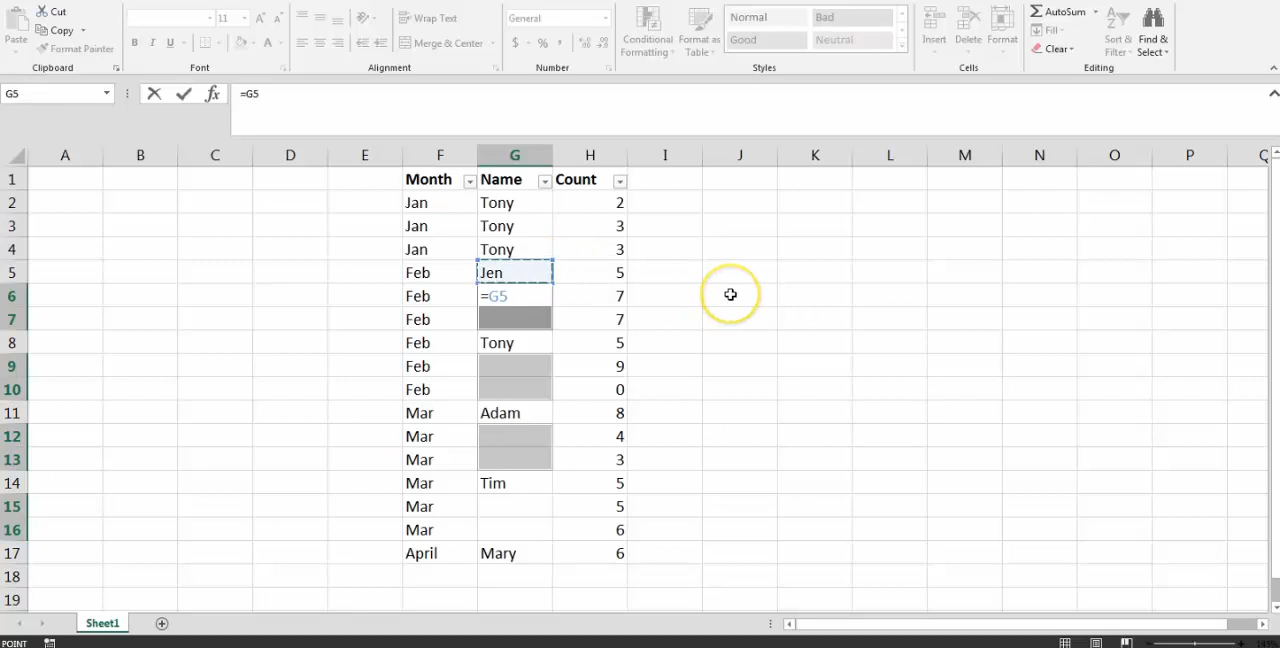 Cut
Copy
Format Painter
Paste
Clipboard
11
A A
B I U
A
Font
Wrap Text
Merge & Center
Alignment
General
$ % ,
Number
Conditional Formatting
Format as Table
Normal Bad
Good Neutral
Styles
Insert Delete Format
Cells
AutoSum
Fill
Clear
Sort & Filter
Find & Select
Editing
G5 fx =G5
A B C D E F G H I J K L M N O P Q
1 Month Name Count
2 Jan Tony 2
3 Jan Tony 3
4 Jan Tony 3
5 Feb Jen 5
6 Feb =G5 7
7 Feb 7
8 Feb Tony 5
9 Feb 9
10 Feb 0
11 Mar Adam 8
12 Mar 4
13 Mar 3
14 Mar Tim 5
15 Mar 5
16 Mar 6
17 April Mary 6
18
19
Sheet1
POINT
145%